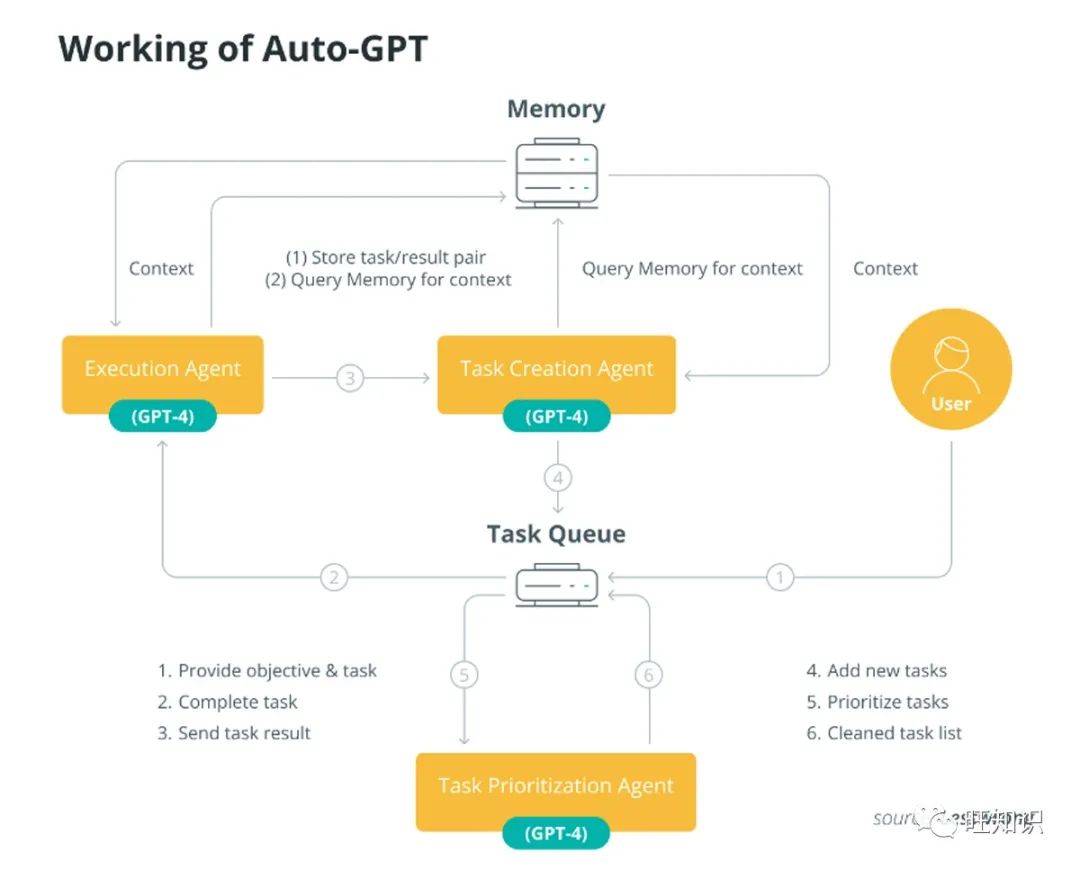 Working of Auto-GPT
Memory
Context
(1) Store task/result pair
(2) Query Memory for context
Query Memory for context
Context
Execution Agent
(GPT-4)
3
Task Creation Agent
(GPT-4)
User
4
Task Queue
2
1
1. Provide objective & task
2. Complete task
3. Send task result
5
6
4. Add new tasks
5. Prioritize tasks
6. Cleaned task list
Task Prioritization Agent
(GPT-4)
旺知识